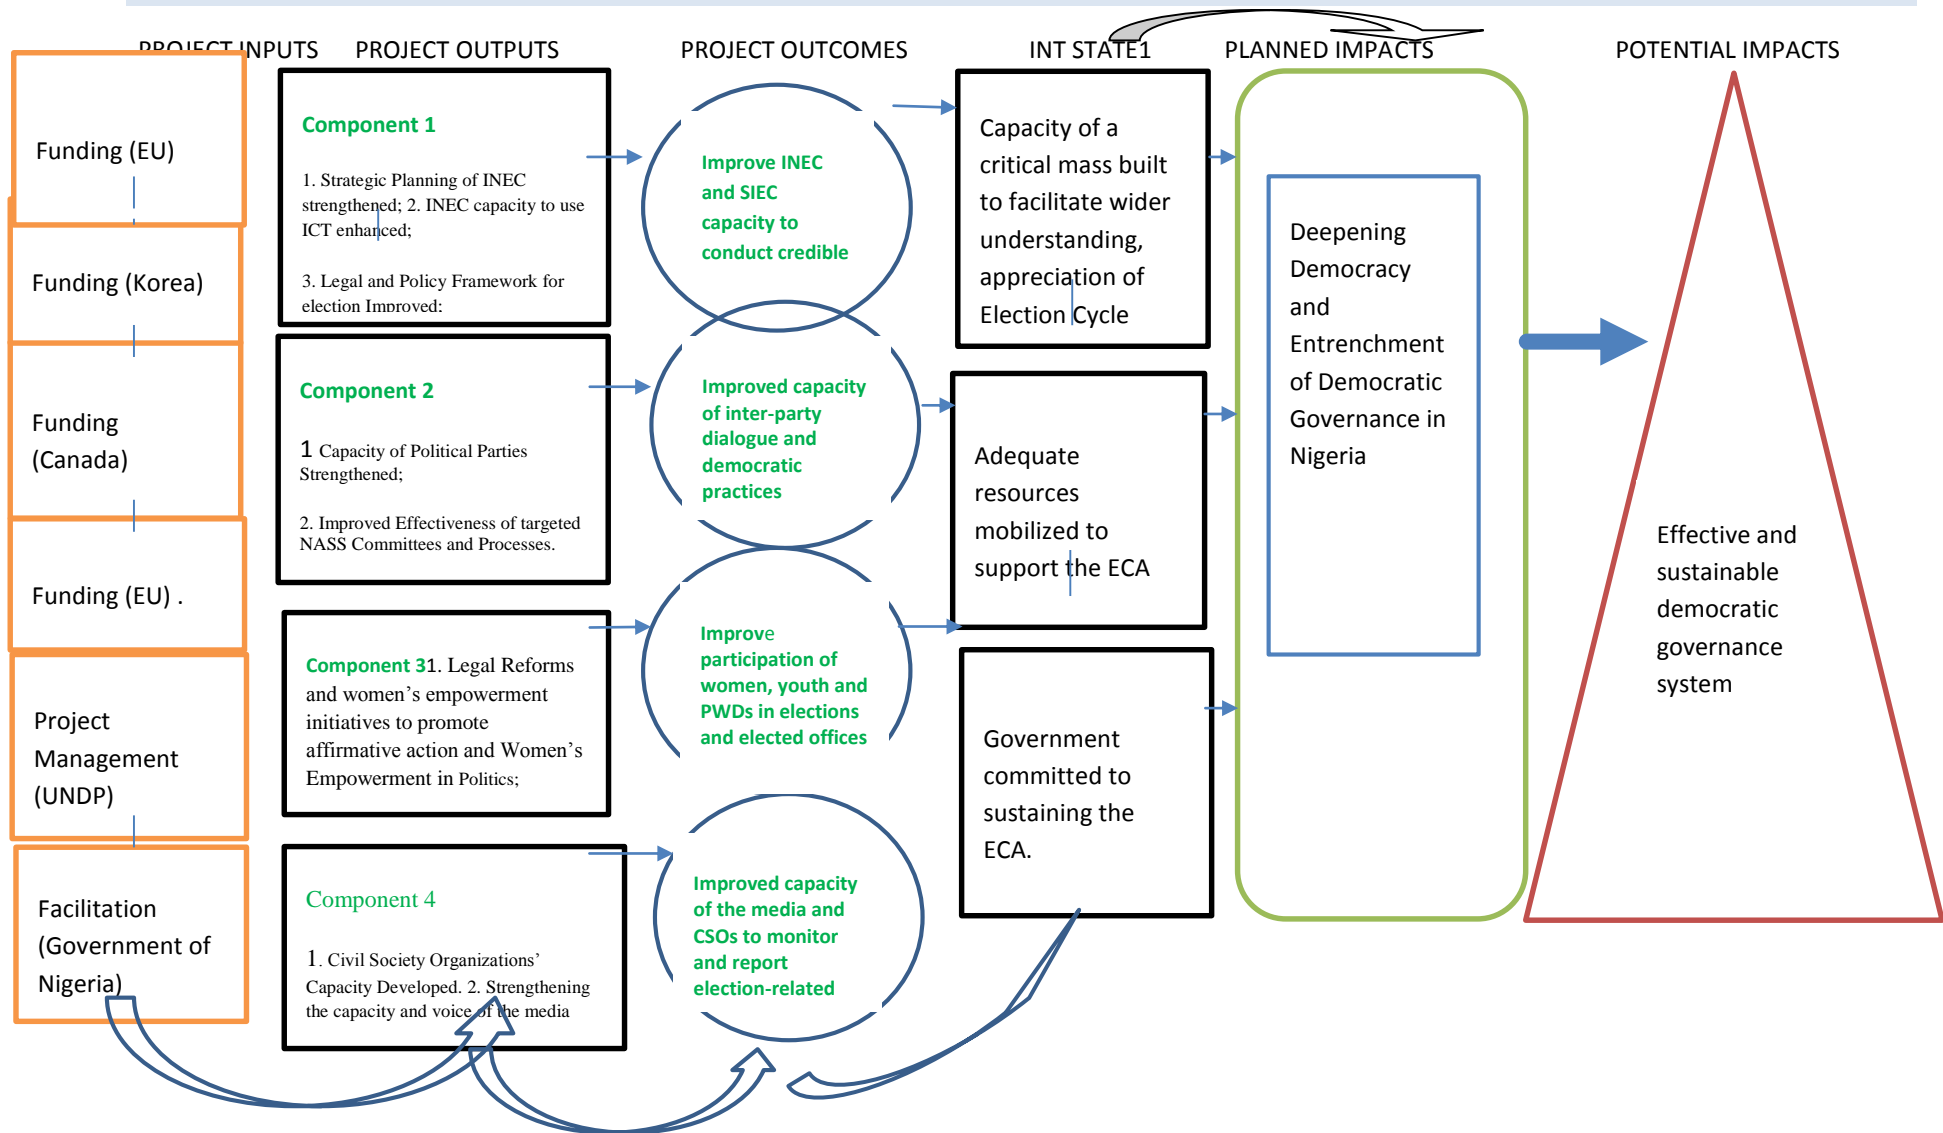 PROJECT INPUTS
PROJECT OUTPUTS
PROJECT OUTCOMES
INT STATE1
PLANNED IMPACTS
POTENTIAL IMPACTS
Funding (EU)
Funding (Korea)
Funding
(Canada)
Funding (EU) .
Project
Management
(UNDP)
Facilitation
(Government of
Nigeria)
Component 1
1. Strategic Planning of INEC
strengthened; 2. INEC capacity to use
ICT enhanced;
3. Legal and Policy Framework for
election Improved;
Component 2
1 Capacity of Political Parties
Strengthened;
2. Improved Effectiveness of targeted
NASS Committees and Processes.
Component 31. Legal Reforms
and women’s empowerment
initiatives to promote
affirmative action and Women’s
Empowerment in Politics;
Component 4
1. Civil Society Organizations’
Capacity Developed. 2. Strengthening
the capacity and voice of the media
Improve INEC
and SIEC
capacity to
conduct credible
Improved capacity
of inter-party
dialogue and
democratic
practices
Improve
participation of
women, youth and
PWDs in elections
and elected offices
Improved capacity
of the media and
CSOs to monitor
and report
election-related
Capacity of a
critical mass built
to facilitate wider
understanding,
appreciation of
Election Cycle
Adequate
resources
mobilized to
support the ECA
Government
committed to
sustaining the
ECA.
Deepening
Democracy
and
Entrenchment
of Democratic
Governance in
Nigeria
Effective and
sustainable
democratic
governance
system